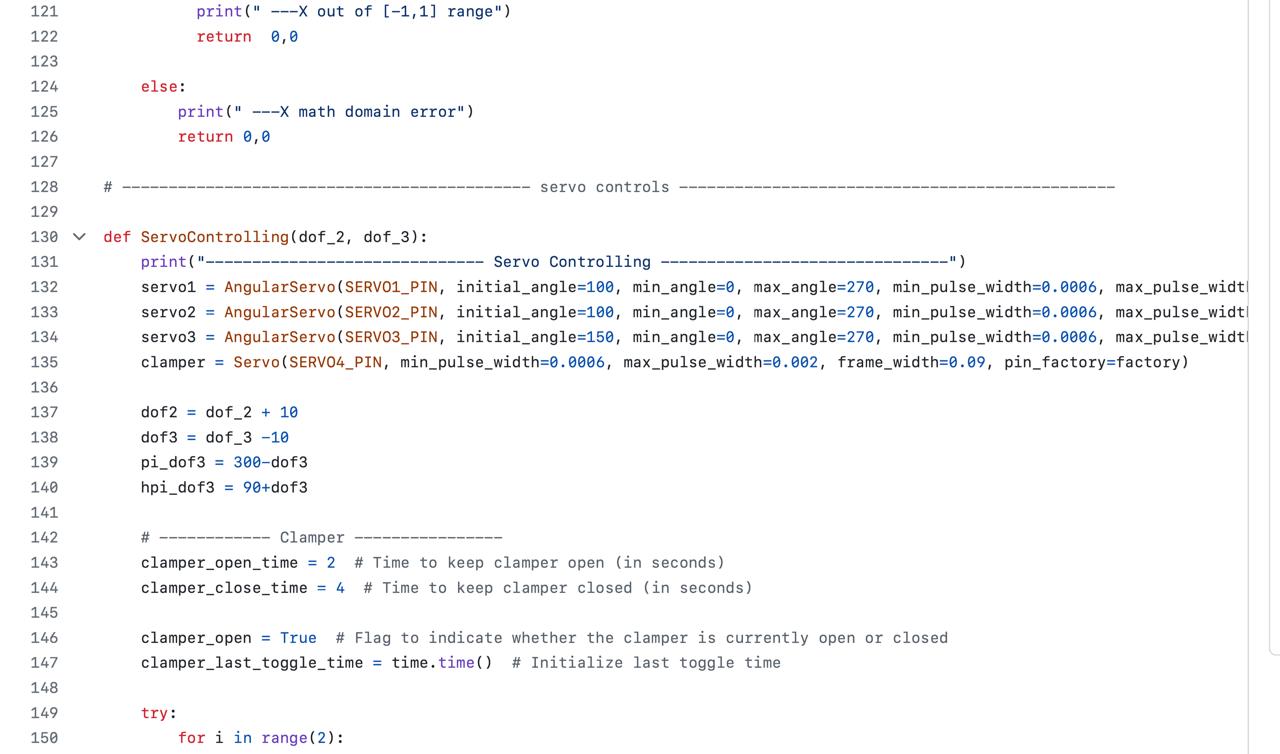 121 print(" ---X out of [-1,1] range")
122 return  0,0
123
124 else:
125 print(" ---X math domain error")
126 return 0,0
127
128 # -------------------------------------------- servo controls -----------------------------------------------
129
130 def ServoControlling(dof_2, dof_3):
131 print("------------------------------ Servo Controlling -------------------------------")
132 servo1 = AngularServo(SERVO1_PIN, initial_angle=100, min_angle=0, max_angle=270, min_pulse_width=0.0006, max_pulse_widt
133 servo2 = AngularServo(SERVO2_PIN, initial_angle=100, min_angle=0, max_angle=270, min_pulse_width=0.0006, max_pulse_widt
134 servo3 = AngularServo(SERVO3_PIN, initial_angle=150, min_angle=0, max_angle=270, min_pulse_width=0.0006, max_pulse_widt
135 clamper = Servo(SERVO4_PIN, min_pulse_width=0.0006, max_pulse_width=0.002, frame_width=0.09, pin_factory=factory)
136
137 dof2 = dof_2 + 10
138 dof3 = dof_3 -10
139 pi_dof3 = 300-dof3
140 hpi_dof3 = 90+dof3
141
142 # ------------ Clamper ----------------
143 clamper_open_time = 2  # Time to keep clamper open (in seconds)
144 clamper_close_time = 4  # Time to keep clamper closed (in seconds)
145
146 clamper_open = True  # Flag to indicate whether the clamper is currently open or closed
147 clamper_last_toggle_time = time.time()  # Initialize last toggle time
148
149 try:
150 for i in range(2):